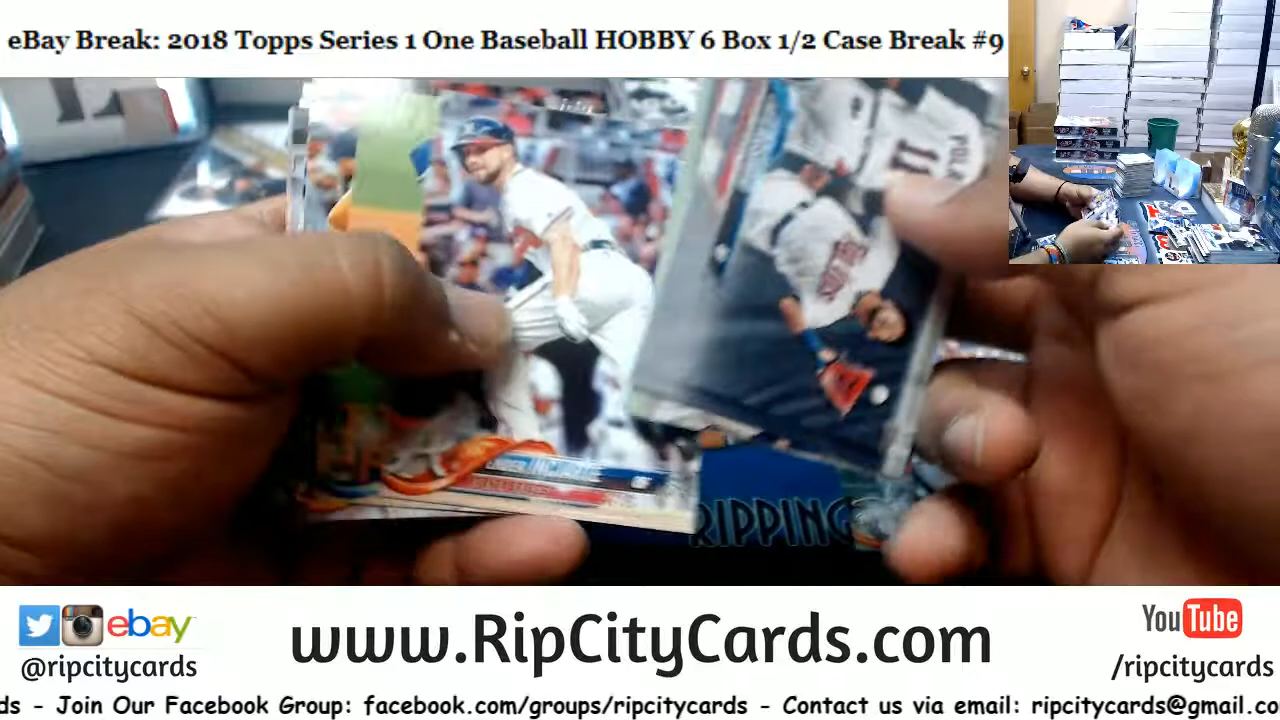 eBay Break: 2018 Topps Series 1 One Baseball HOBBY 6 Box 1/2 Case Break #9
11
RIPPING
ebay
@ripcitycards
www.RipCityCards.com
YouTube
/ripcitycards
ds - Join Our Facebook Group: facebook.com/groups/ripcitycards - Contact us via email: ripcitycards@gmail.co